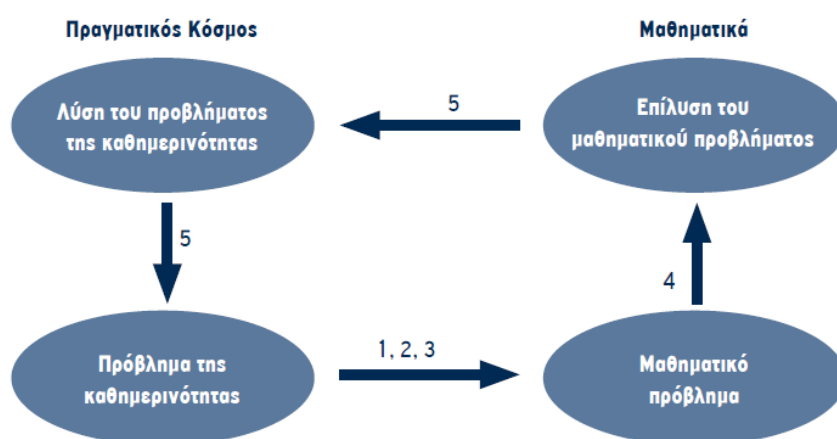 Πραγματικός Κόσμος
Μαθηματικά
Λύση του προβλήματος
της καθημερινότητας
5
Επίλυση του
μαθηματικού προβλήματος
5
4
Πρόβλημα της
καθημερινότητας
1, 2, 3
Μαθηματικό
πρόβλημα